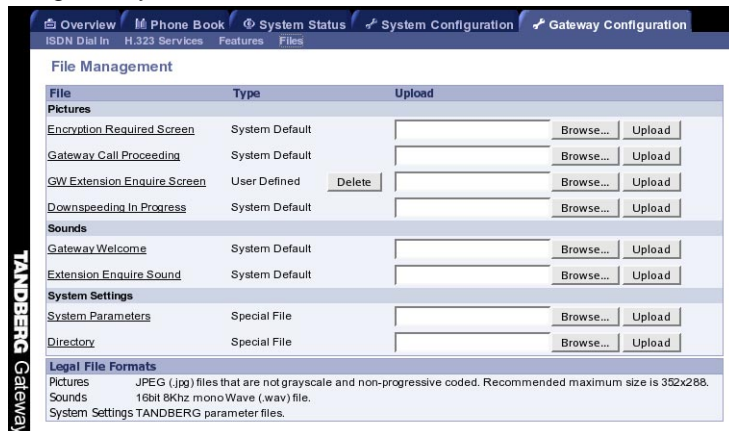 Overview Phone Book System Status System Configuration Gateway Configuration
ISDN Dial In H.323 Services Features Files
File Management
File Type Upload
Pictures
Encryption Required Screen System Default Browse... Upload
Gateway Call Proceeding System Default Browse... Upload
GW Extension Enquire Screen User Defined Delete Browse... Upload
Downspeeding In Progress System Default Browse... Upload
Sounds
Gateway Welcome System Default Browse... Upload
Extension Enquire Sound System Default Browse... Upload
System Settings
System Parameters Special File Browse... Upload
Directory Special File Browse... Upload
Legal File Formats
Pictures JPEG (.jpg) files that are not grayscale and non-progressive coded. Recommended maximum size is 352x288.
Sounds 16bit 8Khz mono Wave (.wav) file.
System Settings TANDBERG parameter files.
TANDBERG Gateway